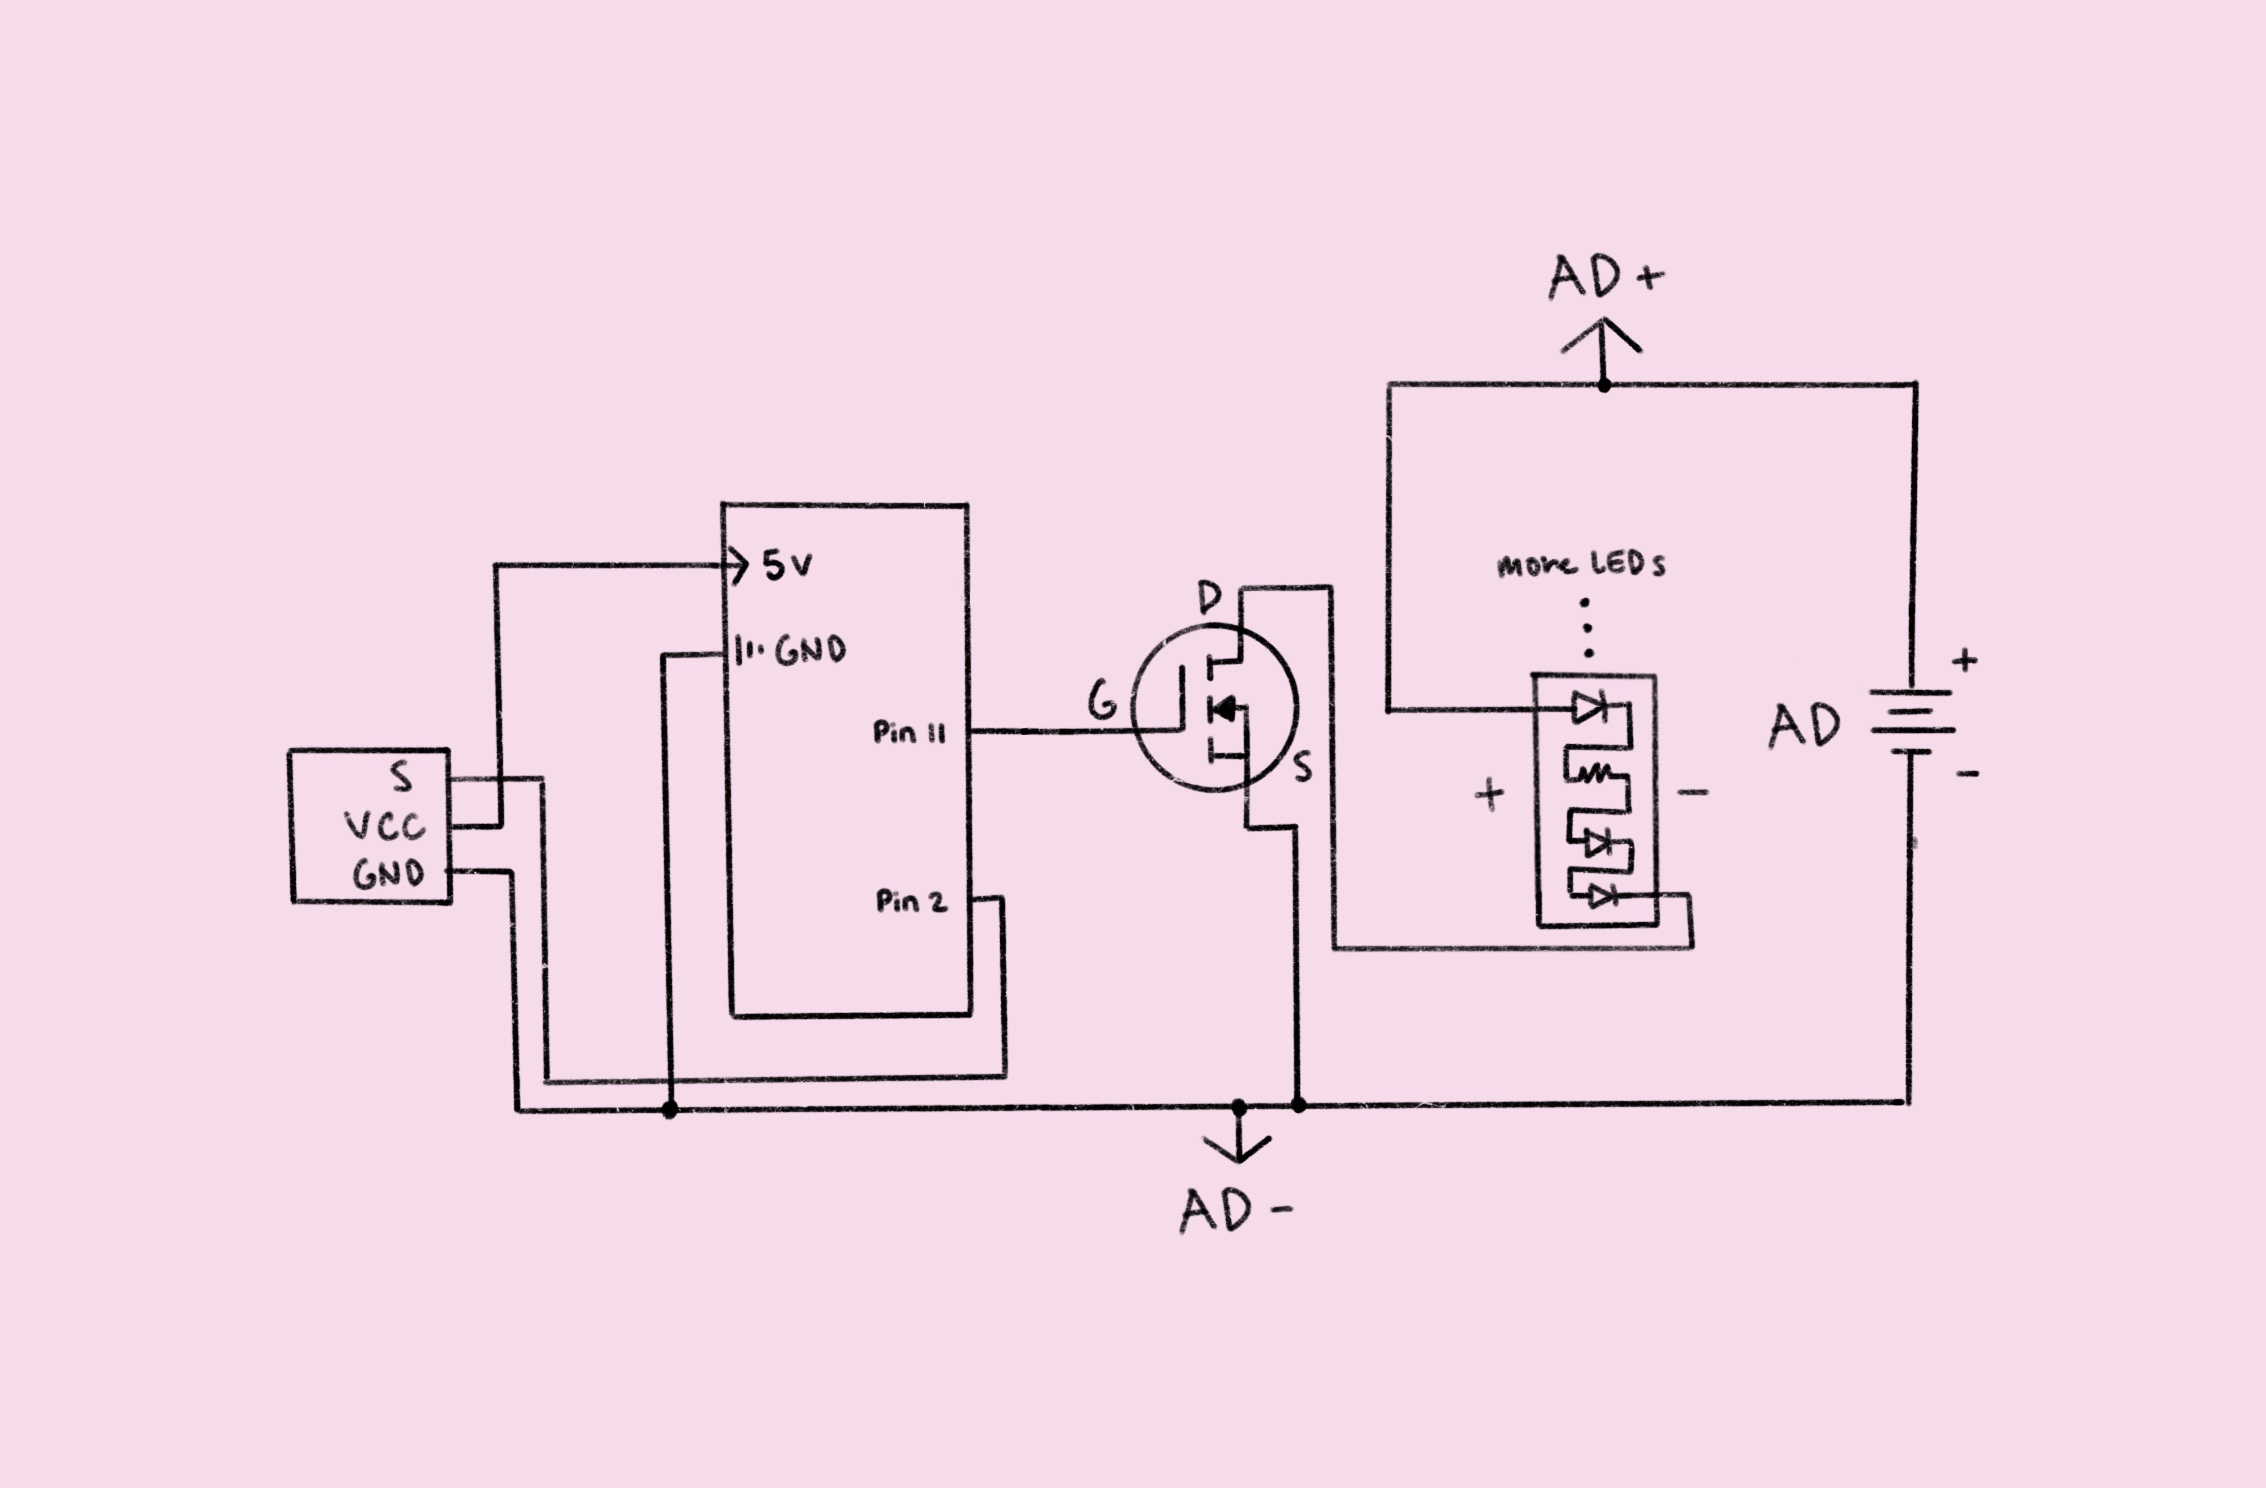 AD+
more LEDs
5V
GND
D
G
S
Pin 11
+
-
AD
+
-
S
VCC
GND
Pin 2
AD-